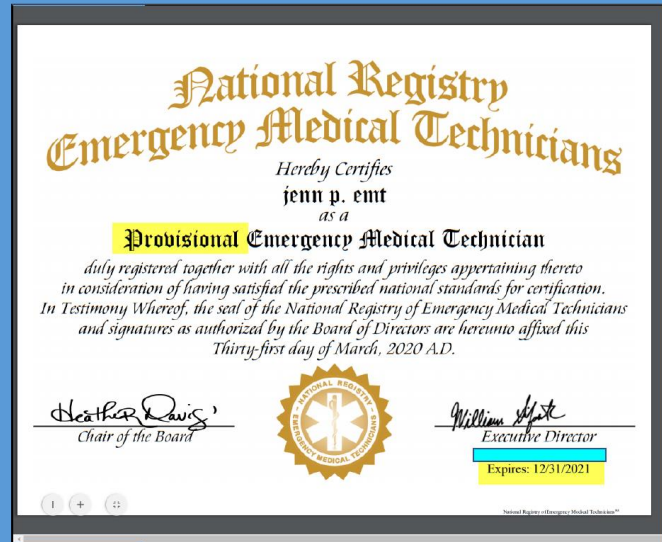 National Registry
Emergency Medical Technicians
Hereby Certifies
jenn p. emt
as a
Provisional Emergency Medical Technician
duly registered together with all the rights and privileges appertaining thereto
in consideration of having satisfied the prescribed national standards for certification.
In Testimony Whereof, the seal of the National Registry of Emergency Medical Technicians
and signatures as authorized by the Board of Directors are hereunto affixed this
Thirty-first day of March, 2020 A.D.
Heather Davis
Chair of the Board
NATIONAL REGISTRY
EMERGENCY MEDICAL TECHNICIANS
William
Executive Director
Expires: 12/31/2021
National Registry of Emergency Medical Technicians™